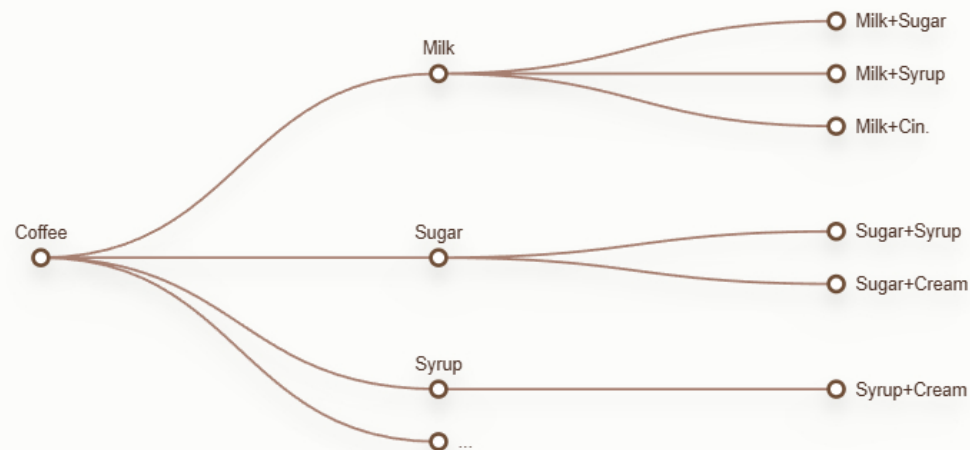 Milk+Sugar
Milk
Milk+Syrup
Milk+Cin.
Coffee
Sugar
Sugar+Syrup
Sugar+Cream
Syrup
Syrup+Cream
...